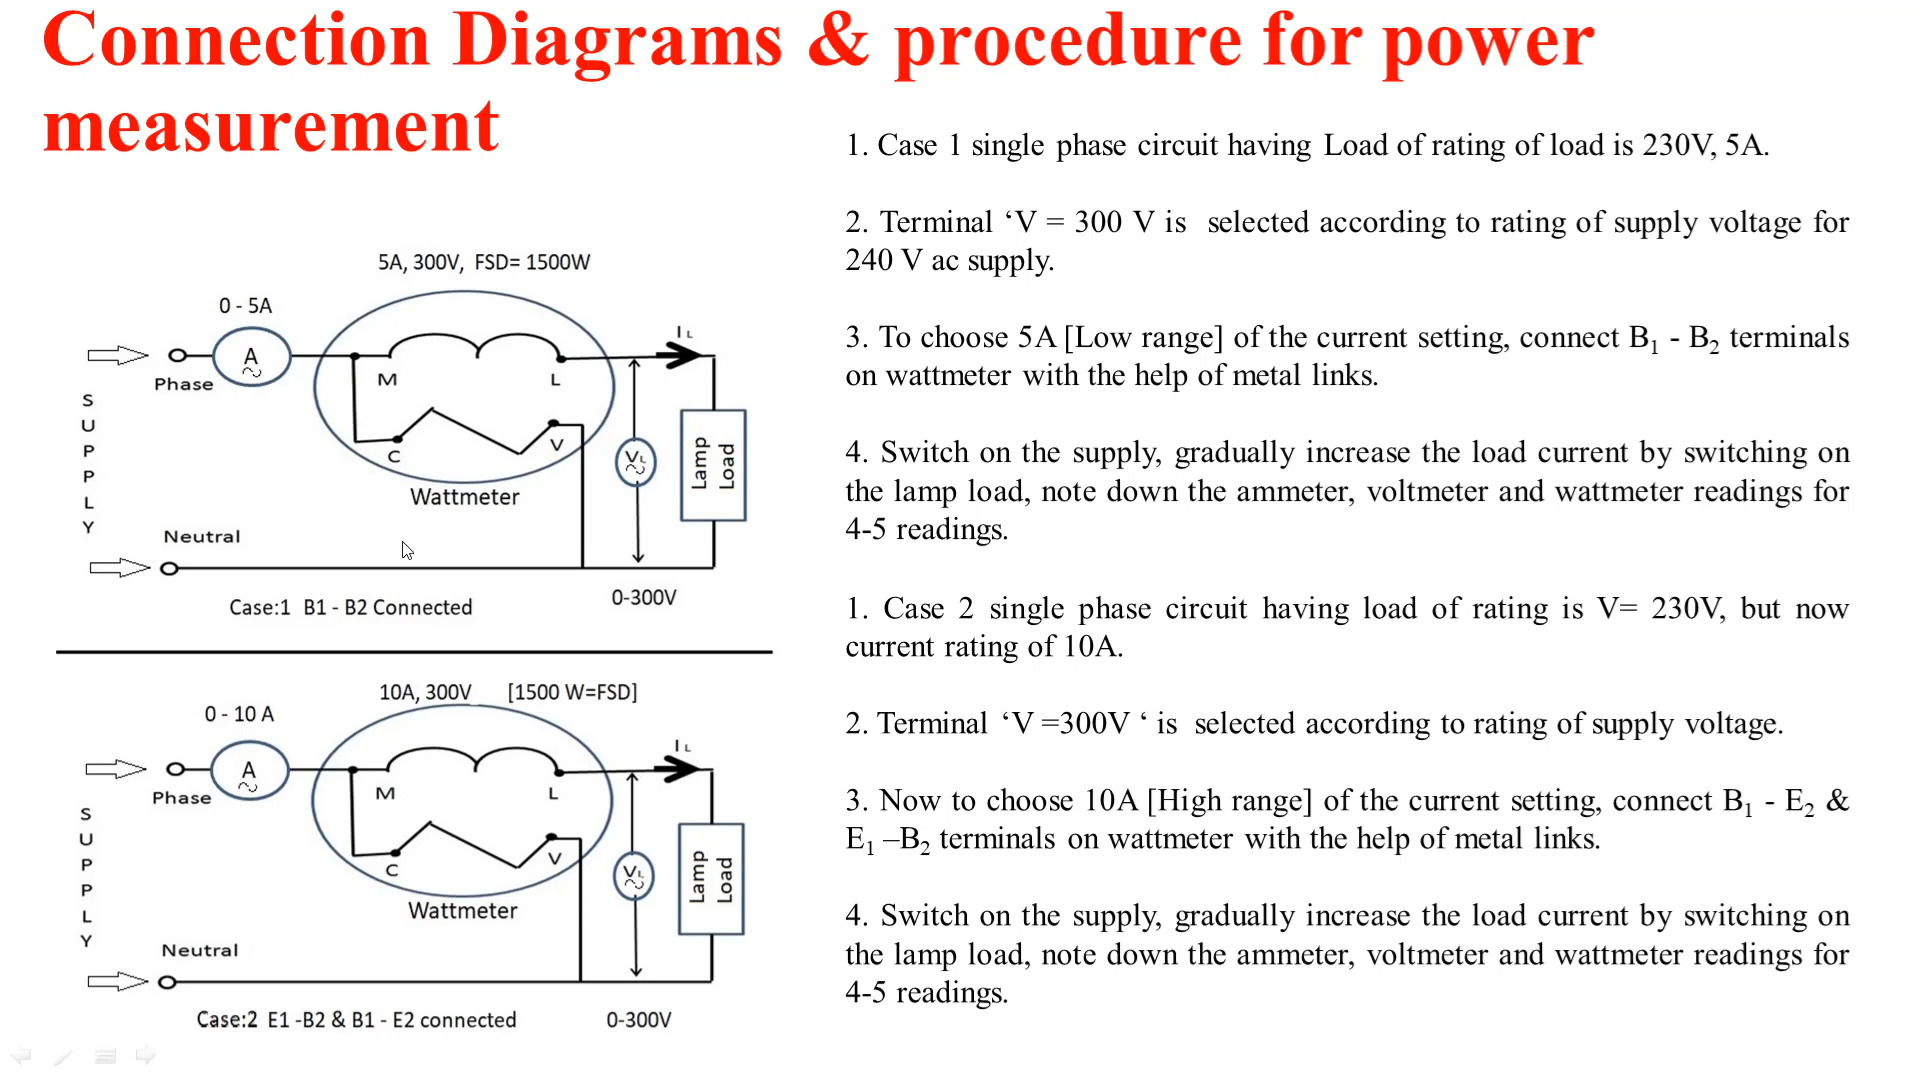 Connection Diagrams & procedure for power
measurement
5A, 300V, FSD= 1500W
0 - 5A
A
Phase
M
L
I L
C
V
V L
Lamp
Load
SUPPLY
Wattmeter
Neutral
0-300V
Case:1 B1 - B2 Connected
10A, 300V [1500 W=FSD]
0 - 10 A
A
Phase
M
L
I L
C
V
V L
Lamp
Load
SUPPLY
Wattmeter
Neutral
Case:2 E1 -B2 & B1 - E2 connected
0-300V
1. Case 1 single phase circuit having Load of rating of load is 230V, 5A.
2. Terminal ‘V = 300 V is selected according to rating of supply voltage for
240 V ac supply.
3. To choose 5A [Low range] of the current setting, connect B1 - B2 terminals
on wattmeter with the help of metal links.
4. Switch on the supply, gradually increase the load current by switching on
the lamp load, note down the ammeter, voltmeter and wattmeter readings for
4-5 readings.
1. Case 2 single phase circuit having load of rating is V= 230V, but now
current rating of 10A.
2. Terminal ‘V =300V ‘ is selected according to rating of supply voltage.
3. Now to choose 10A [High range] of the current setting, connect B1 - E2 &
E1 –B2 terminals on wattmeter with the help of metal links.
4. Switch on the supply, gradually increase the load current by switching on
the lamp load, note down the ammeter, voltmeter and wattmeter readings for
4-5 readings.